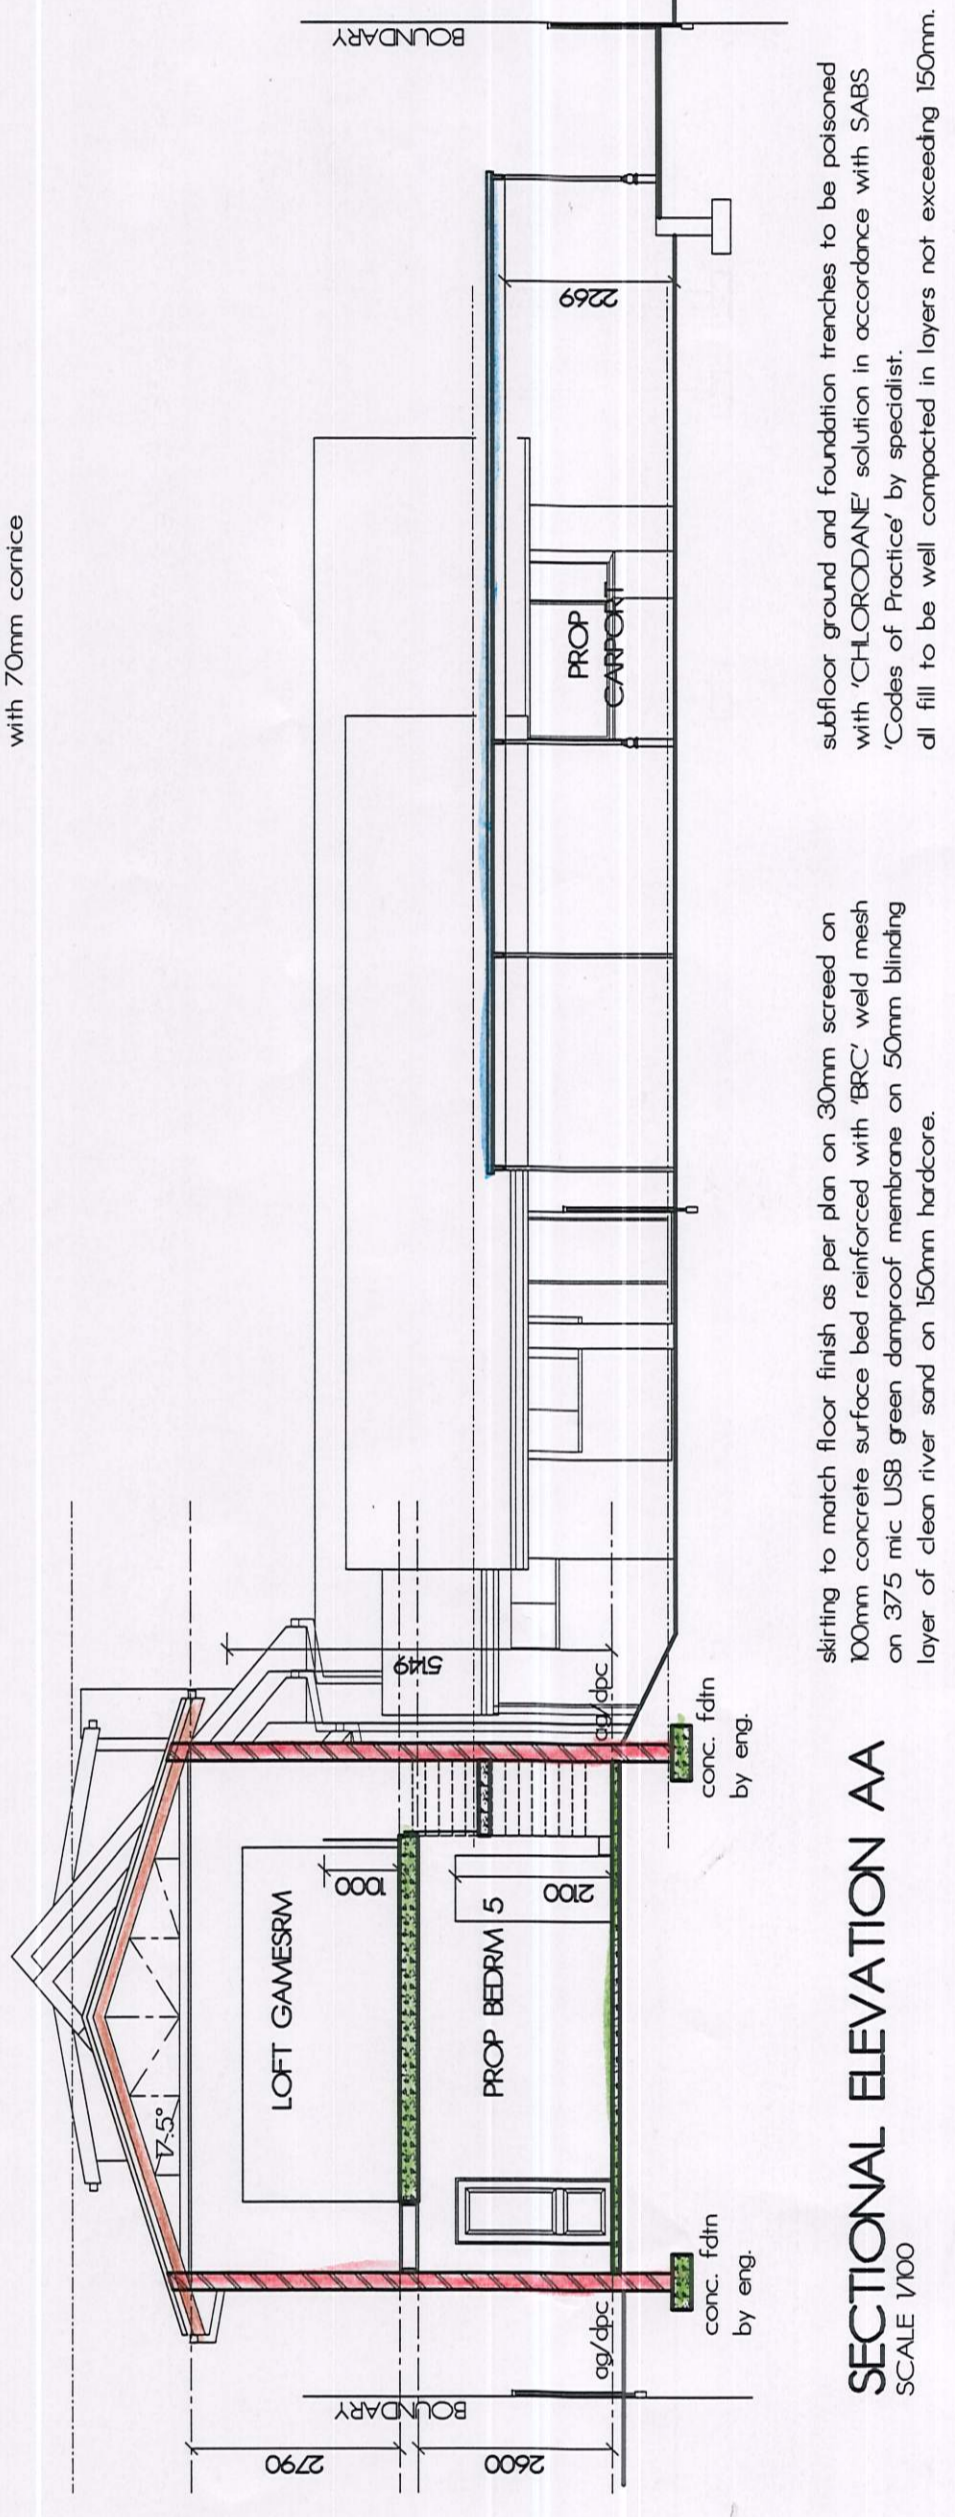 with 70mm cornice
BOUNDARY
17.5°
LOFT GAMESRM
1000
2790
PROP BEDRM 5
2100
2600
5149
ag/dpc
ag/dpc
BOUNDARY
conc. fdtn
by eng.
conc. fdtn
by eng.
PROP
CARPORT
2269
SECTIONAL ELEVATION AA
SCALE 1/100
skirting to match floor finish as per plan on 30mm screed on
100mm concrete surface bed reinforced with 'BRC' weld mesh
on 375 mic USB green damproof membrane on 50mm blinding
layer of clean river sand on 150mm hardcore.
subfloor ground and foundation trenches to be poisoned
with 'CHLORODANE' solution in accordance with SABS
'Codes of Practice' by specialist.
all fill to be well compacted in layers not exceeding 150mm.